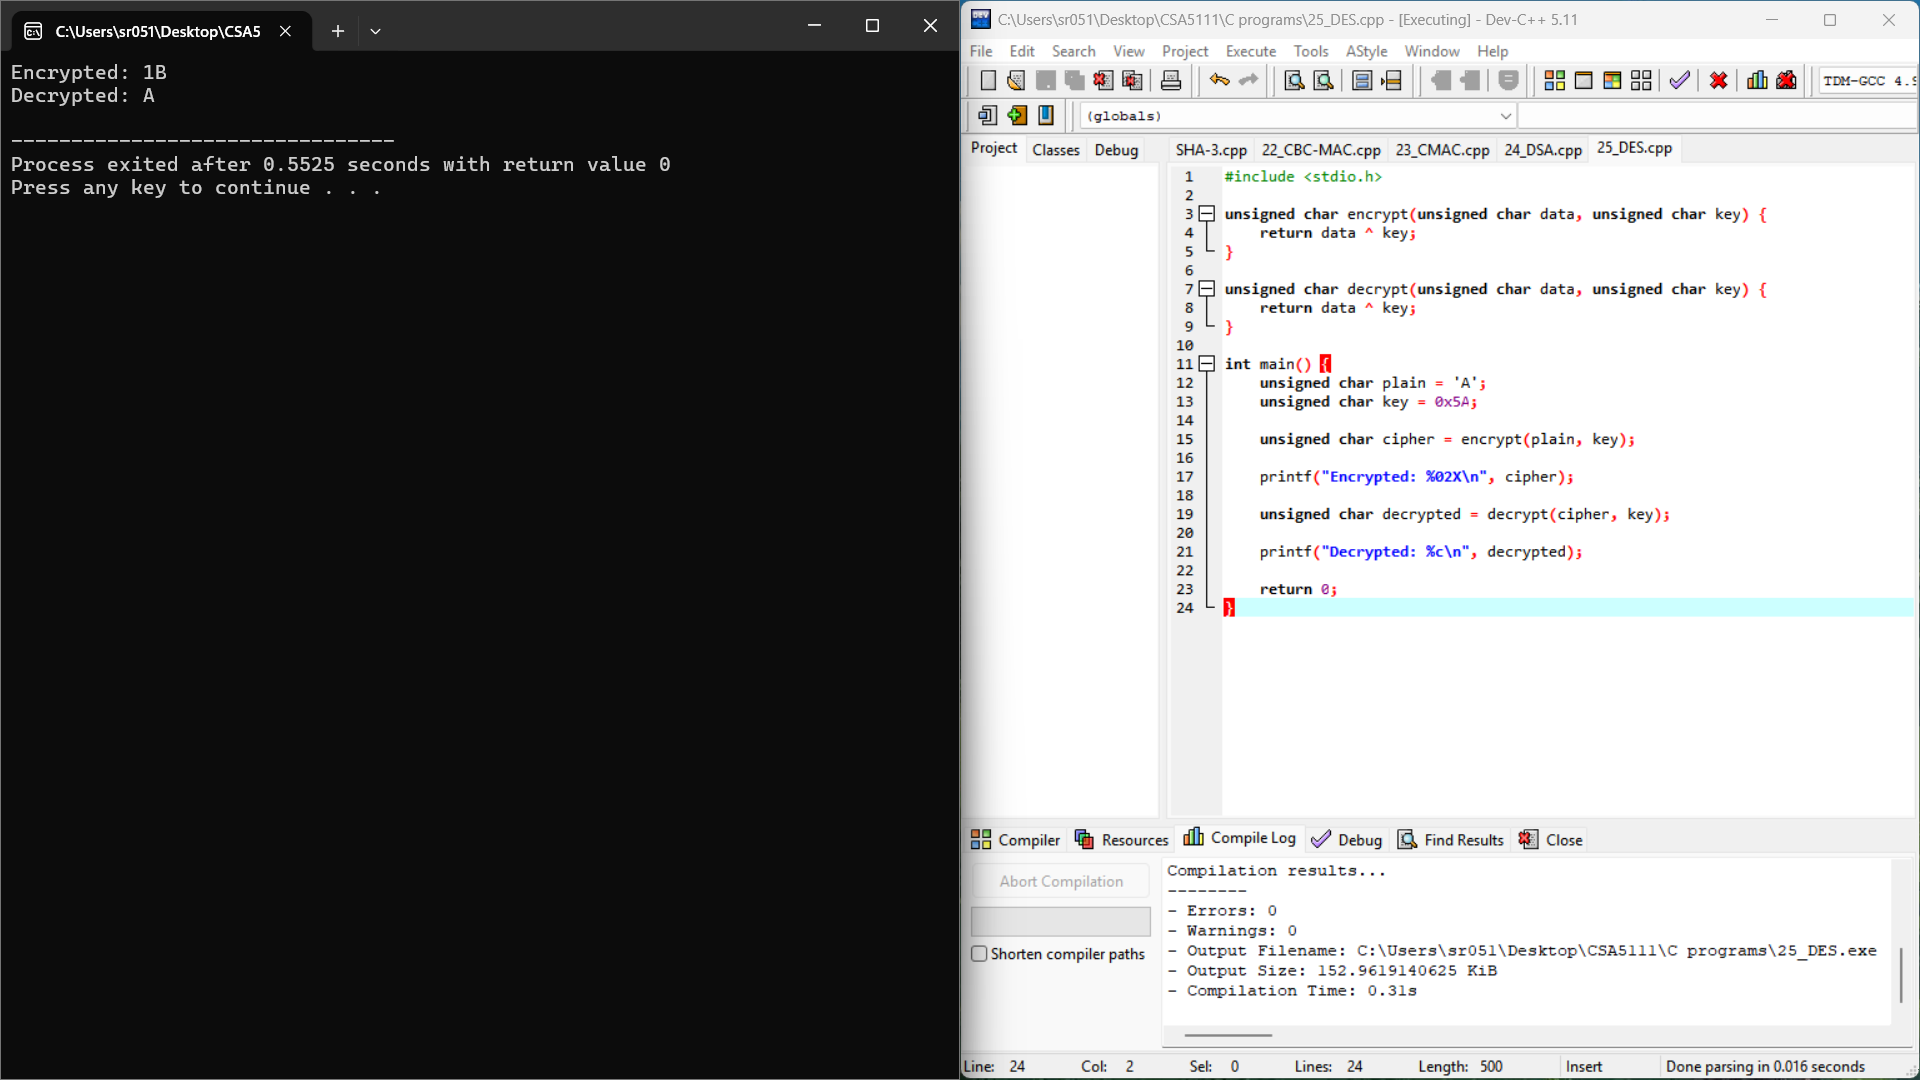 C:\Users\sr051\Desktop\CSA5
Encrypted: 1B
Decrypted: A
--------------------------------
Process exited after 0.5525 seconds with return value 0
Press any key to continue . . .
C:\Users\sr051\Desktop\CSA5111\C programs\25_DES.cpp - [Executing] - Dev-C++ 5.11
File Edit Search View Project Execute Tools AStyle Window Help
TDM-GCC 4.9
(globals)
Project Classes Debug
SHA-3.cpp 22_CBC-MAC.cpp 23_CMAC.cpp 24_DSA.cpp 25_DES.cpp
1 #include <stdio.h>
2
3 unsigned char encrypt(unsigned char data, unsigned char key) {
4     return data ^ key;
5 }
6
7 unsigned char decrypt(unsigned char data, unsigned char key) {
8     return data ^ key;
9 }
10
11 int main() {
12     unsigned char plain = 'A';
13     unsigned char key = 0x5A;
14
15     unsigned char cipher = encrypt(plain, key);
16
17     printf("Encrypted: %02X\n", cipher);
18
19     unsigned char decrypted = decrypt(cipher, key);
20
21     printf("Decrypted: %c\n", decrypted);
22
23     return 0;
24 }
Compiler Resources Compile Log Debug Find Results Close
Abort Compilation
Shorten compiler paths
Compilation results...
--------
- Errors: 0
- Warnings: 0
- Output Filename: C:\Users\sr051\Desktop\CSA5111\C programs\25_DES.exe
- Output Size: 152.9619140625 KiB
- Compilation Time: 0.31s
Line: 24 Col: 2 Sel: 0 Lines: 24 Length: 500 Insert Done parsing in 0.016 seconds